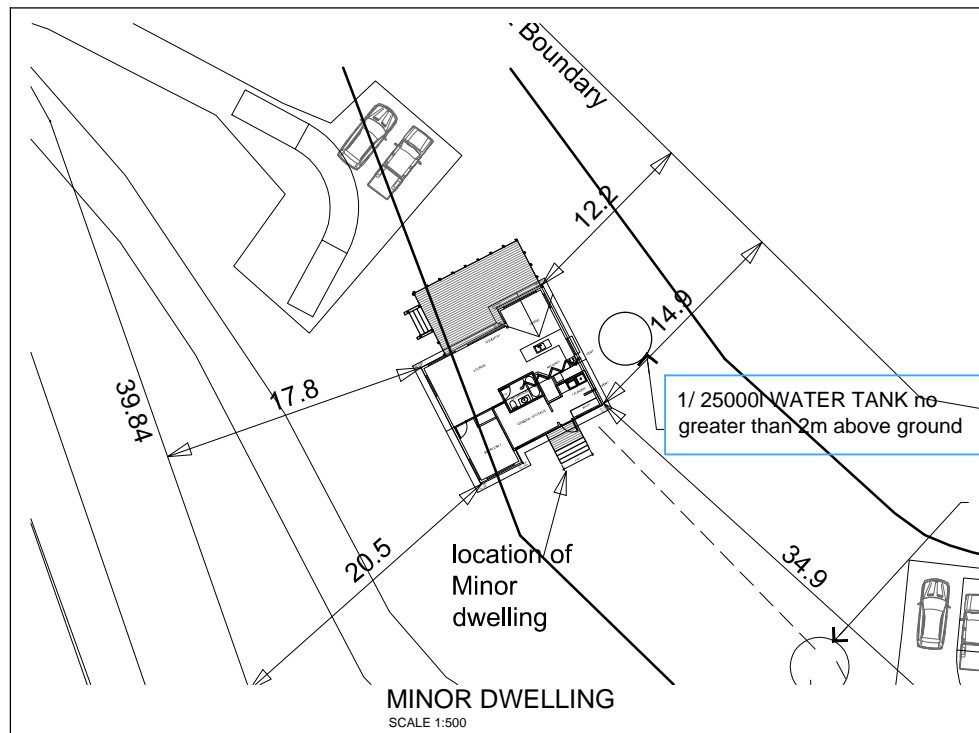 Boundary
12.2
14.9
17.8
39.84
1/ 25000l WATER TANK no
greater than 2m above ground
20.5
location of
Minor
dwelling
34.9
MINOR DWELLING
SCALE 1:500